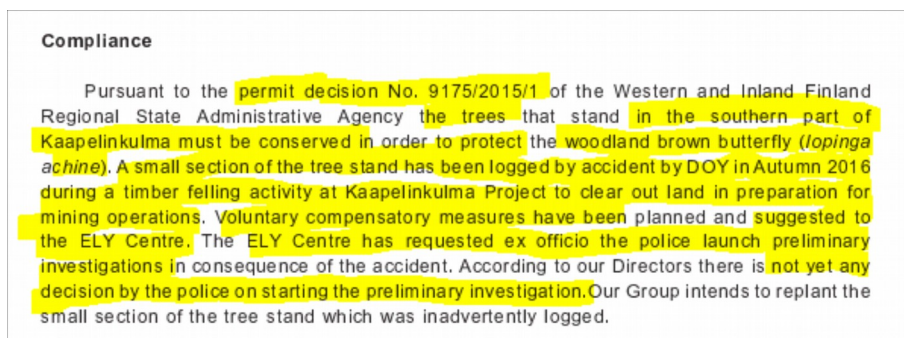 Compliance
Pursuant to the permit decision No. 9175/2015/1 of the Western and Inland Finland
Regional State Administrative Agency the trees that stand in the southern part of
Kaapelinkulma must be conserved in order to protect the woodland brown butterfly (lopinga
achine). A small section of the tree stand has been logged by accident by DOY in Autumn 2016
during a timber felling activity at Kaapelinkulma Project to clear out land in preparation for
mining operations. Voluntary compensatory measures have been planned and suggested to
the ELY Centre. The ELY Centre has requested ex officio the police launch preliminary
investigations in consequence of the accident. According to our Directors there is not yet any
decision by the police on starting the preliminary investigation.Our Group intends to replant the
small section of the tree stand which was inadvertently logged.